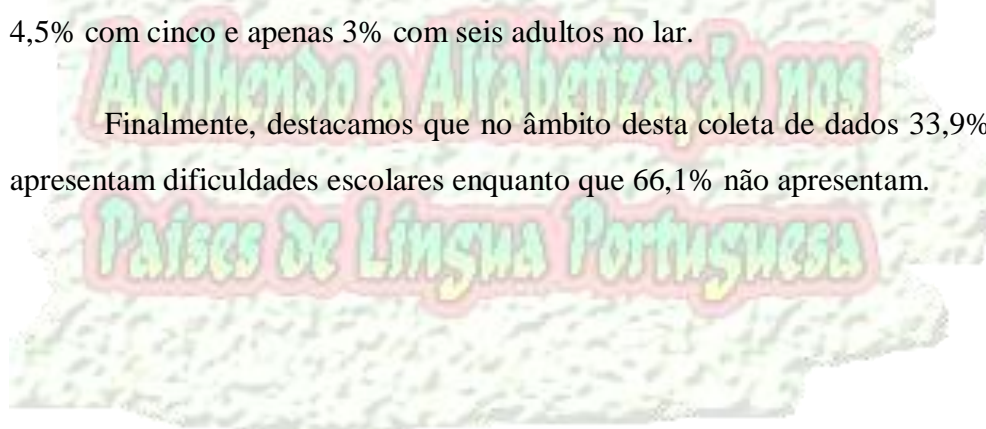 4,5% com cinco e apenas 3% com seis adultos no lar.
Acolhendo a Alfabetização nos
Finalmente, destacamos que no âmbito desta coleta de dados 33,9%
apresentam dificuldades escolares enquanto que 66,1% não apresentam.
Países de Língua Portuguesa